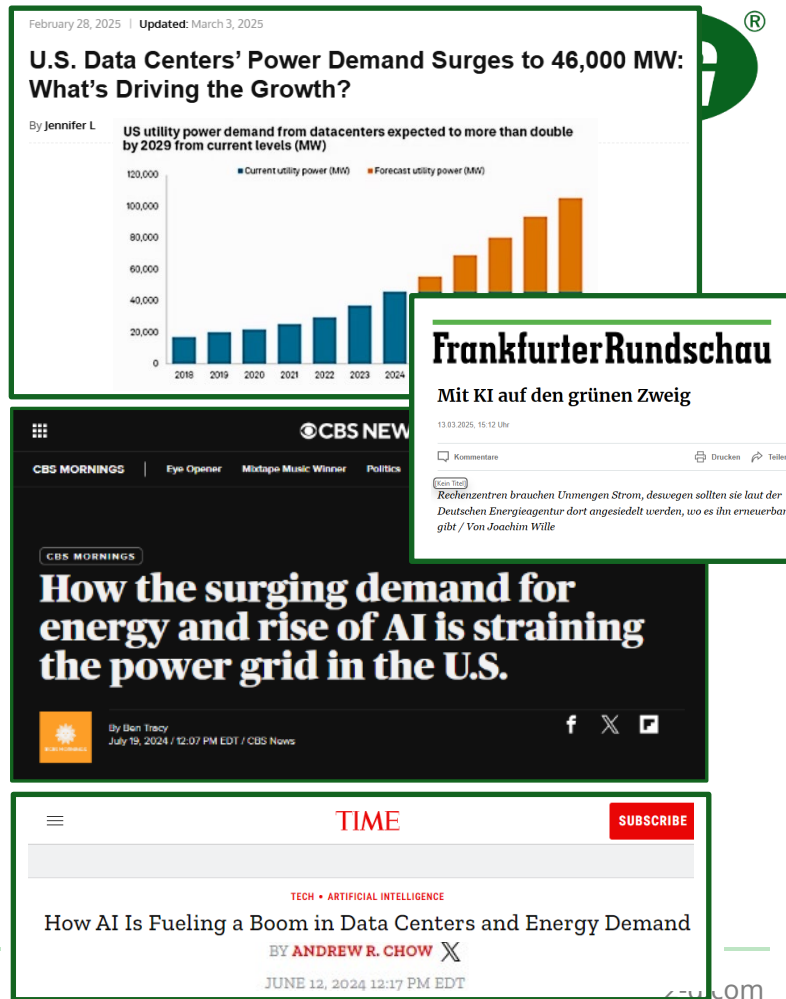 ®
February 28, 2025 | Updated: March 3, 2025
U.S. Data Centers’ Power Demand Surges to 46,000 MW:
What’s Driving the Growth?
By Jennifer L
US utility power demand from datacenters expected to more than double
by 2029 from current levels (MW)
Current utility power (MW) Forecast utility power (MW)
120,000
100,000
80,000
60,000
40,000
20,000
0
2018 2019 2020 2021 2022 2023 2024
Frankfurter Rundschau
Mit KI auf den grünen Zweig
13.03.2025, 15:12 Uhr
Kommentare Drucken Teilen
[Kein Titel]
Rechenzentren brauchen Unmengen Strom, deswegen sollten sie laut der
Deutschen Energieagentur dort angesiedelt werden, wo es ihn erneuerbar
gibt / Von Joachim Wille
CBS NEW
CBS MORNINGS | Eye Opener Mixtape Music Winner Politics
CBS MORNINGS
How the surging demand for
energy and rise of AI is straining
the power grid in the U.S.
By Ben Tracy
July 19, 2024 / 12:07 PM EDT / CBS News
TIME
SUBSCRIBE
TECH • ARTIFICIAL INTELLIGENCE
How AI Is Fueling a Boom in Data Centers and Energy Demand
BY ANDREW R. CHOW
JUNE 12, 2024 12:17 PM EDT
.com